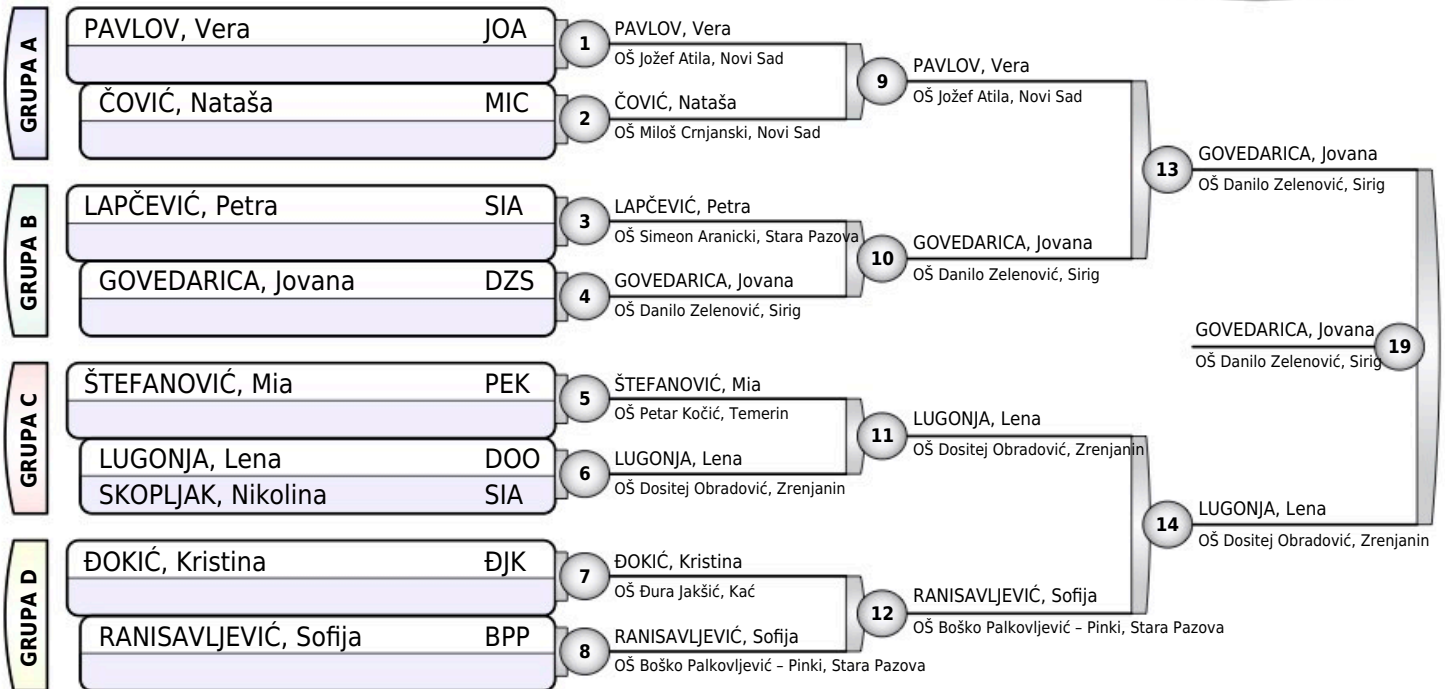 GRUPA A
PAVLOV, Vera JOA
ČOVIĆ, Nataša MIC
GRUPA B
LAPČEVIĆ, Petra SIA
GOVEDARICA, Jovana DZS
GRUPA C
ŠTEFANOVIĆ, Mia PEK
LUGONJA, Lena DOO
SKOPLJAK, Nikolina SIA
GRUPA D
ĐOKIĆ, Kristina ĐJK
RANISAVLJEVIĆ, Sofija BPP
1
PAVLOV, Vera
OŠ Jožef Atila, Novi Sad
2
ČOVIĆ, Nataša
OŠ Miloš Crnjanski, Novi Sad
3
LAPČEVIĆ, Petra
OŠ Simeon Aranicki, Stara Pazova
4
GOVEDARICA, Jovana
OŠ Danilo Zelenović, Sirig
5
ŠTEFANOVIĆ, Mia
OŠ Petar Kočić, Temerin
6
LUGONJA, Lena
OŠ Dositej Obradović, Zrenjanin
7
ĐOKIĆ, Kristina
OŠ Đura Jakšić, Kać
8
RANISAVLJEVIĆ, Sofija
OŠ Boško Palkovljević – Pinki, Stara Pazova
9
PAVLOV, Vera
OŠ Jožef Atila, Novi Sad
10
GOVEDARICA, Jovana
OŠ Danilo Zelenović, Sirig
11
LUGONJA, Lena
OŠ Dositej Obradović, Zrenjanin
12
RANISAVLJEVIĆ, Sofija
OŠ Boško Palkovljević – Pinki, Stara Pazova
13
GOVEDARICA, Jovana
OŠ Danilo Zelenović, Sirig
14
LUGONJA, Lena
OŠ Dositej Obradović, Zrenjanin
GOVEDARICA, Jovana
OŠ Danilo Zelenović, Sirig
19